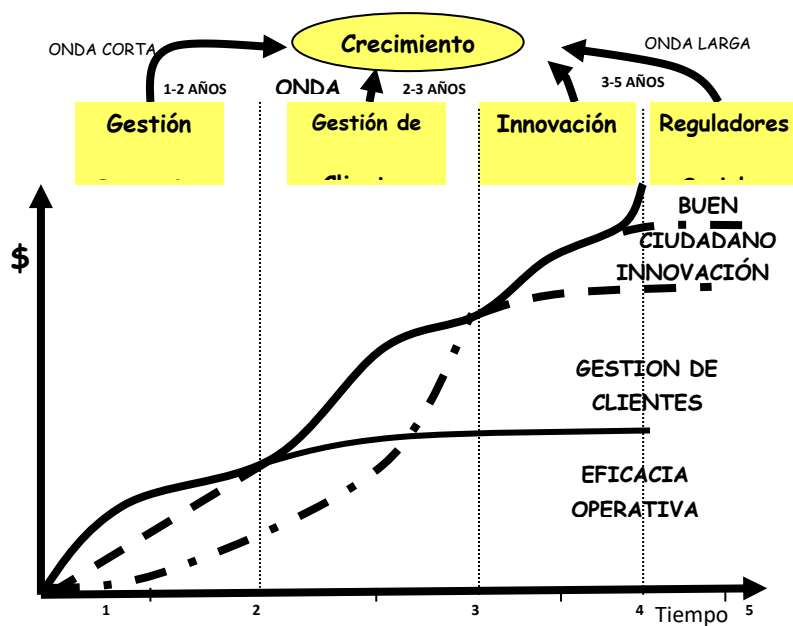 Crecimiento
ONDA CORTA
ONDA LARGA
1-2 AÑOS
ONDA
2-3 AÑOS
3-5 AÑOS
Gestión
Gestión de
Innovación
Reguladores
$
BUEN
CIUDADANO
INNOVACIÓN
GESTION DE
CLIENTES
EFICACIA
OPERATIVA
1
2
3
4
5
Tiempo